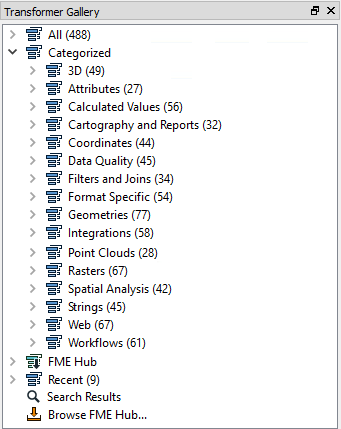 Transformer Gallery
All (488)
Categorized
3D (49)
Attributes (27)
Calculated Values (56)
Cartography and Reports (32)
Coordinates (44)
Data Quality (45)
Filters and Joins (34)
Format Specific (54)
Geometries (77)
Integrations (58)
Point Clouds (28)
Rasters (67)
Spatial Analysis (42)
Strings (45)
Web (67)
Workflows (61)
FME Hub
Recent (9)
Search Results
Browse FME Hub...